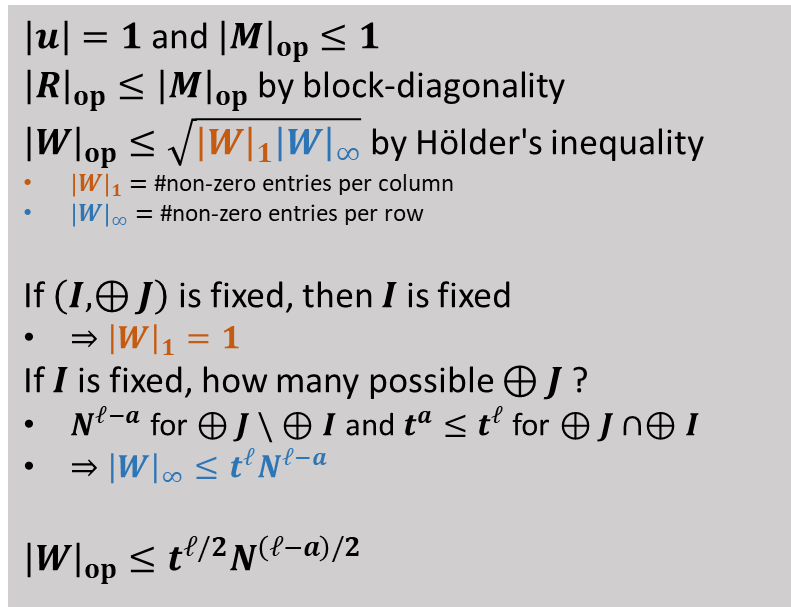 |u| = 1 and |M|op ≤ 1
|R|op ≤ |M|op by block-diagonality
|W|op ≤ √|W|₁|W|∞ by Hölder's inequality
• |W|₁ = #non-zero entries per column
• |W|∞ = #non-zero entries per row
If (I,⊕ J) is fixed, then I is fixed
• ⇒ |W|₁ = 1
If I is fixed, how many possible ⊕ J ?
• N^{ℓ−a} for ⊕ J \ ⊕ I and t^a ≤ t^ℓ for ⊕ J ∩⊕ I
• ⇒ |W|∞ ≤ t^ℓ N^{ℓ−a}
|W|op ≤ t^{ℓ/2} N^{(ℓ−a)/2}